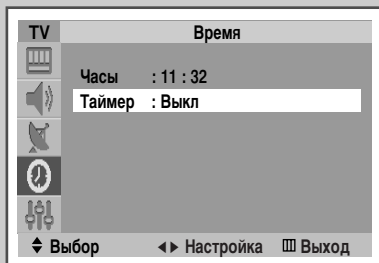 TV Время
Часы : 11 : 32
Таймер : Выкл
Выбор Настройка Выход